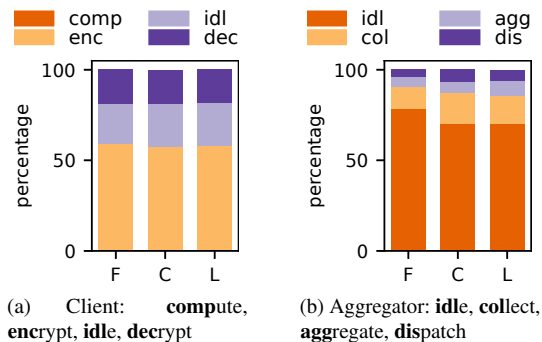 comp idl
enc dec
idl agg
col dis
100
50
0
percentage
F C L
100
50
0
percentage
F C L
(a) Client: compute,
encrypt, idle, decrypt
(b) Aggregator: idle, collect,
aggregate, dispatch